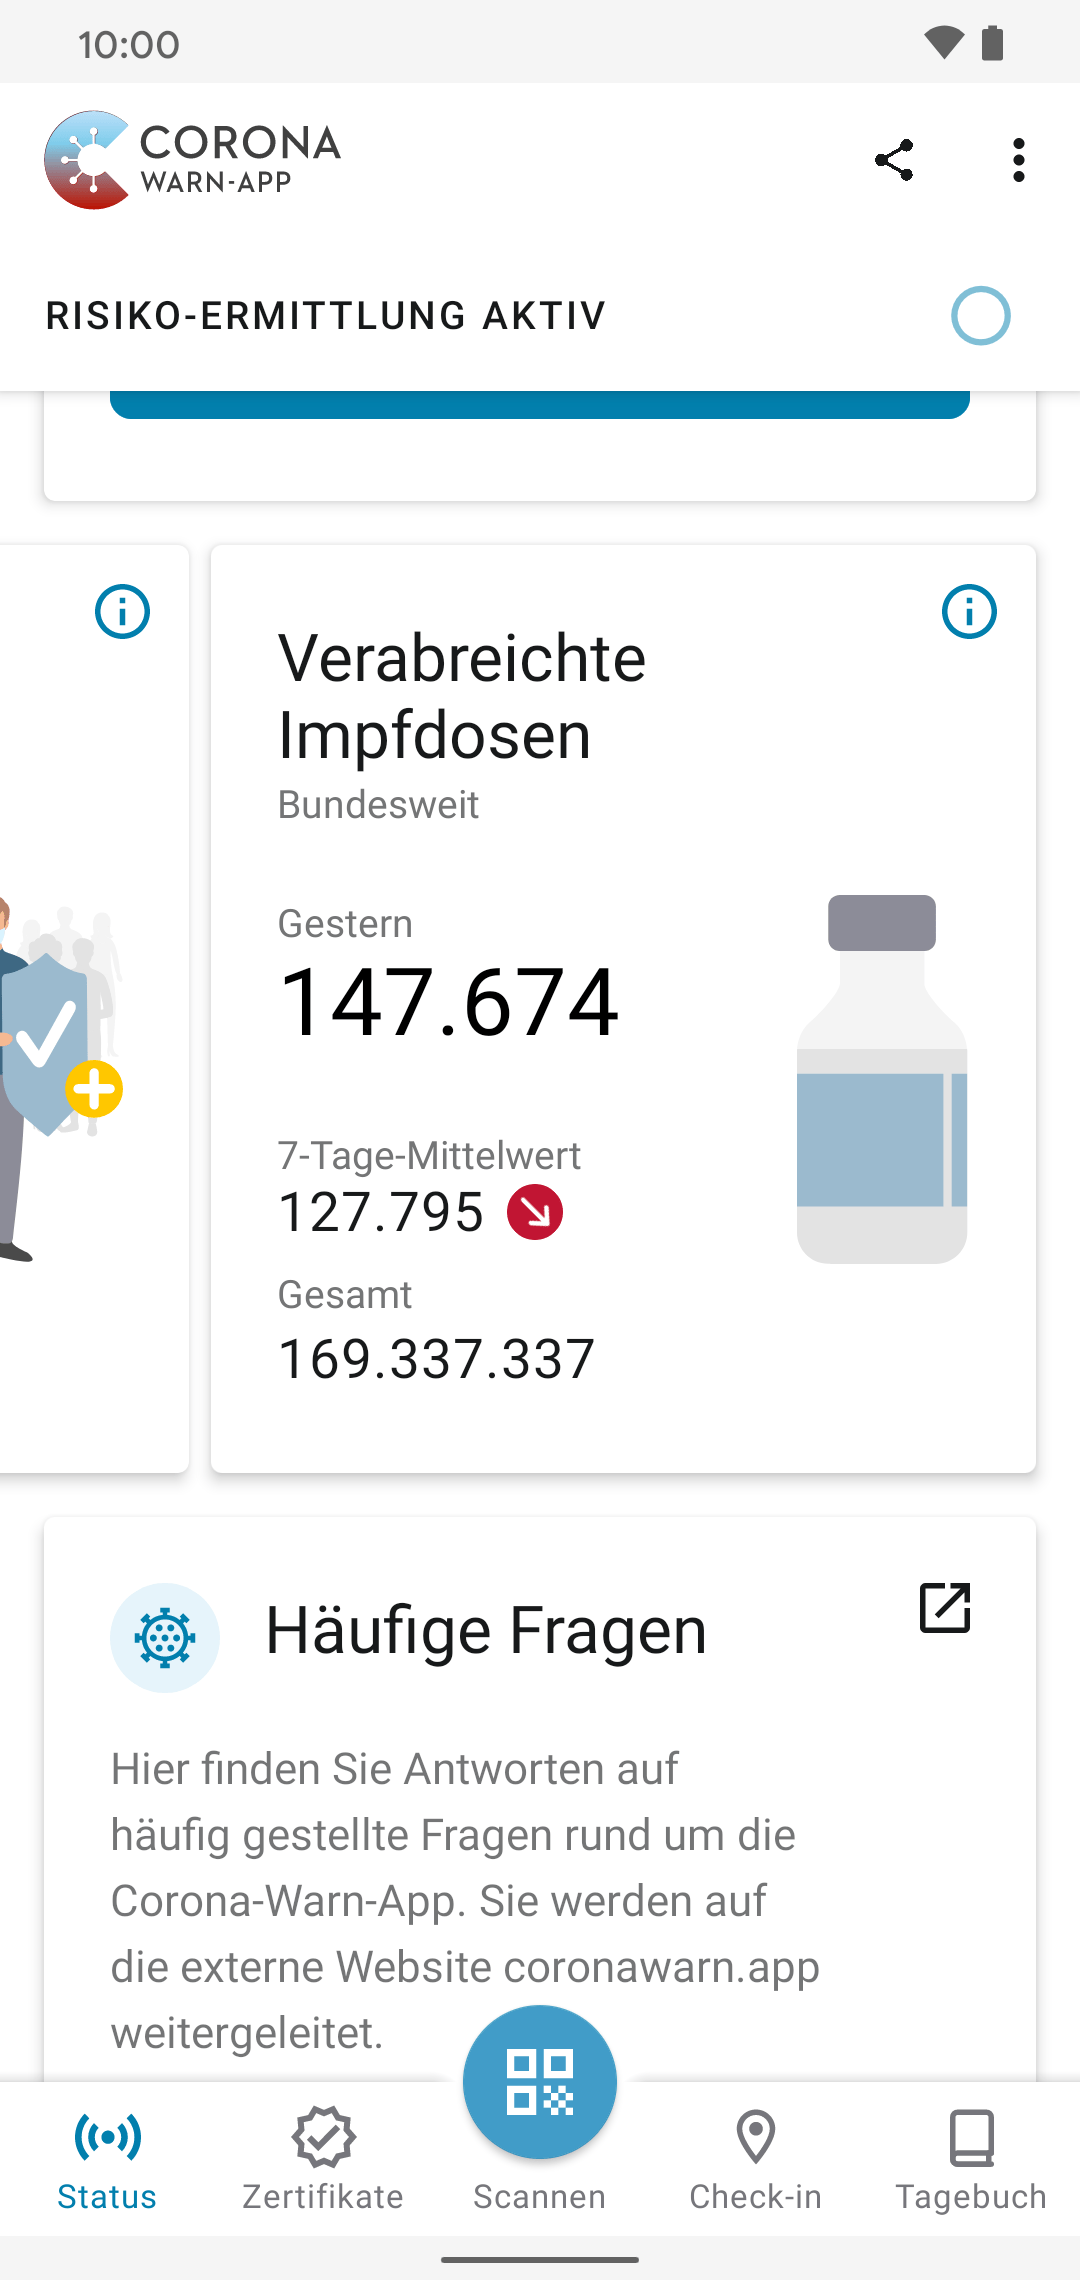 10:00
CORONA
WARN-APP
RISIKO-ERMITTLUNG AKTIV
Verabreichte
Impfdosen
Bundesweit
Gestern
147.674
7-Tage-Mittelwert
127.795
Gesamt
169.337.337
Häufige Fragen
Hier finden Sie Antworten auf
häufig gestellte Fragen rund um die
Corona-Warn-App. Sie werden auf
die externe Website coronawarn.app
weitergeleitet.
Status
Zertifikate
Scannen
Check-in
Tagebuch